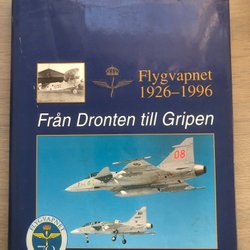 Flygvapnet
1926–1996
Från Dronten till Gripen
08
FLYGVAPNET